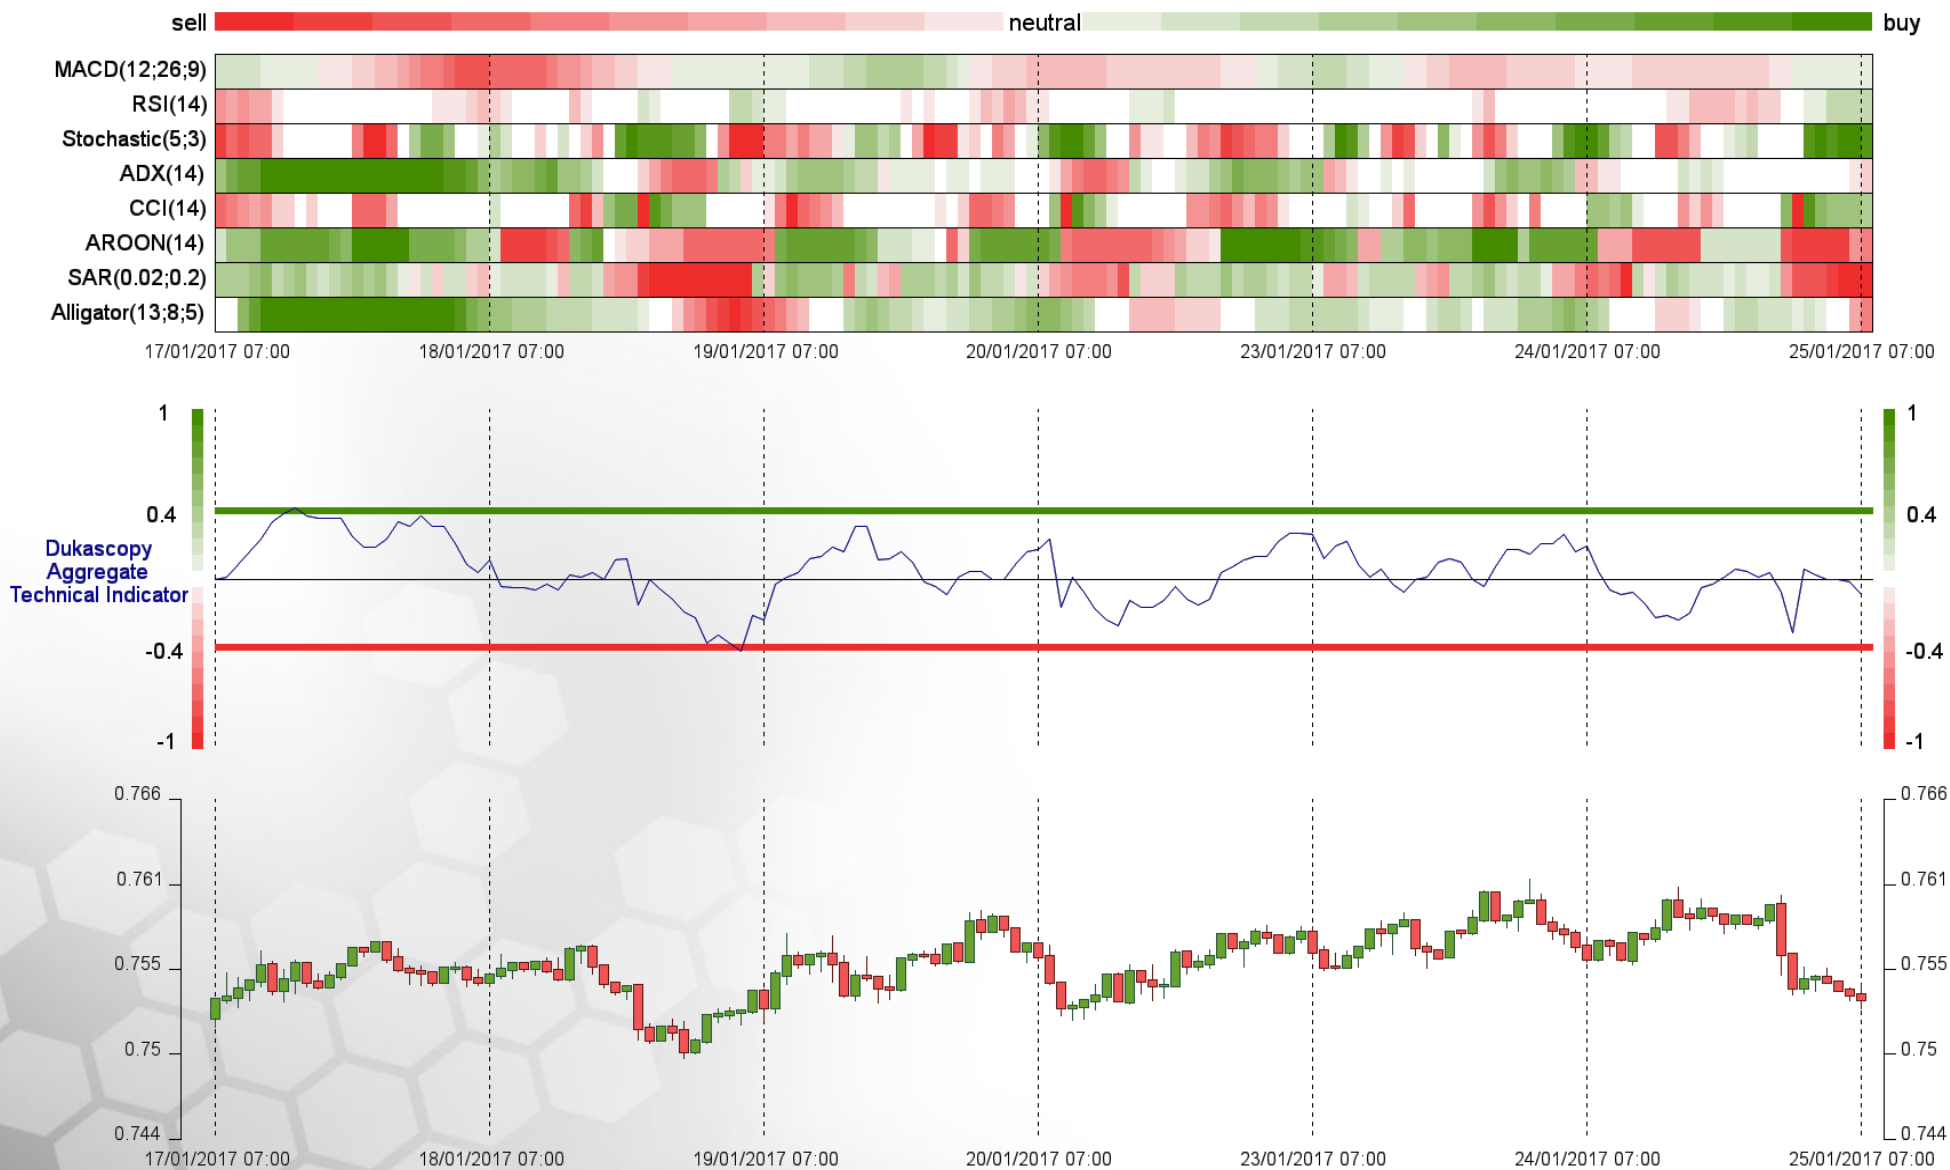 sell neutral buy
MACD(12;26;9)
RSI(14)
Stochastic(5;3)
ADX(14)
CCI(14)
AROON(14)
SAR(0.02;0.2)
Alligator(13;8;5)
17/01/2017 07:00 18/01/2017 07:00 19/01/2017 07:00 20/01/2017 07:00 23/01/2017 07:00 24/01/2017 07:00 25/01/2017 07:00
1 1
0.4 0.4
Dukascopy
Aggregate
Technical Indicator
-0.4 -0.4
-1 -1
0.766 0.766
0.761 0.761
0.755 0.755
0.75 0.75
0.744 0.744
17/01/2017 07:00 18/01/2017 07:00 19/01/2017 07:00 20/01/2017 07:00 23/01/2017 07:00 24/01/2017 07:00 25/01/2017 07:00